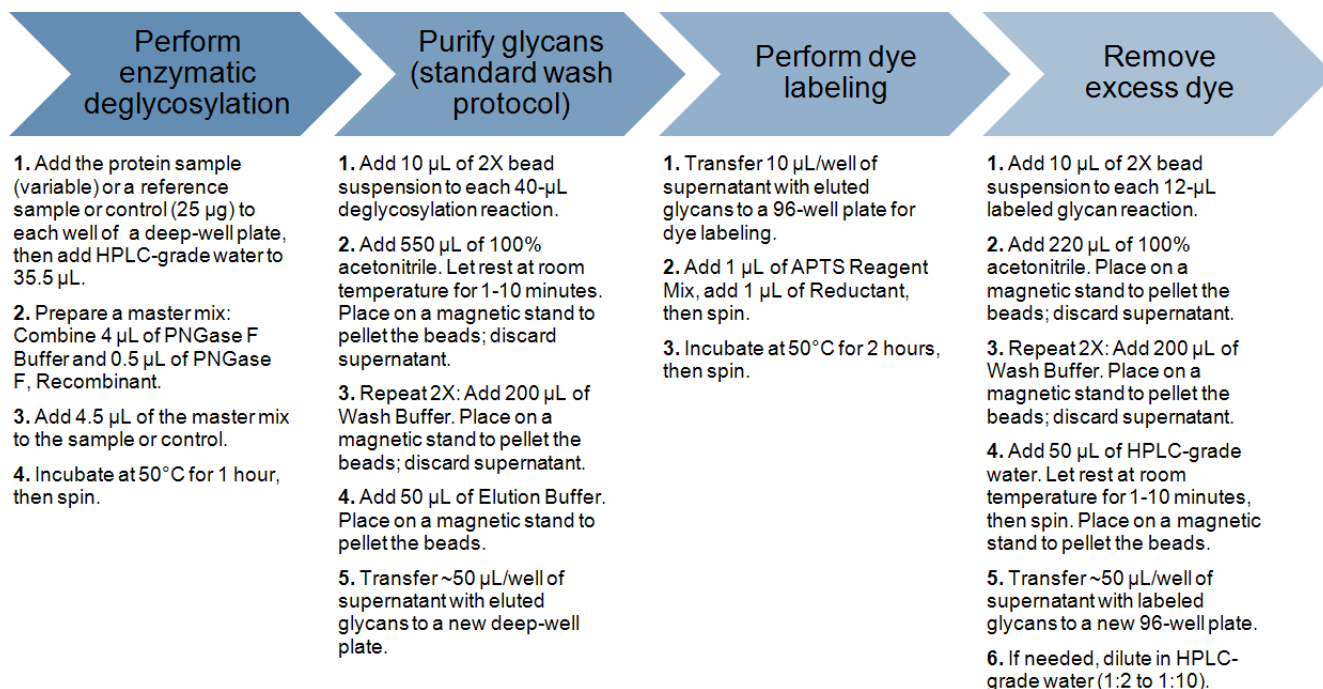 Perform
enzymatic
deglycosylation
1. Add the protein sample
(variable) or a reference
sample or control (25 µg) to
each well of a deep-well plate,
then add HPLC-grade water to
35.5 µL.
2. Prepare a master mix:
Combine 4 µL of PNGase F
Buffer and 0.5 µL of PNGase
F, Recombinant.
3. Add 4.5 µL of the master mix
to the sample or control.
4. Incubate at 50°C for 1 hour,
then spin.
Purify glycans
(standard wash
protocol)
1. Add 10 µL of 2X bead
suspension to each 40-µL
deglycosylation reaction.
2. Add 550 µL of 100%
acetonitrile. Let rest at room
temperature for 1-10 minutes.
Place on a magnetic stand to
pellet the beads; discard
supernatant.
3. Repeat 2X: Add 200 µL of
Wash Buffer. Place on a
magnetic stand to pellet the
beads; discard supernatant.
4. Add 50 µL of Elution Buffer.
Place on a magnetic stand to
pellet the beads.
5. Transfer ~50 µL/well of
supernatant with eluted
glycans to a new deep-well
plate.
Perform dye
labeling
1. Transfer 10 µL/well of
supernatant with eluted
glycans to a 96-well plate for
dye labeling.
2. Add 1 µL of APTS Reagent
Mix, add 1 µL of Reductant,
then spin.
3. Incubate at 50°C for 2 hours,
then spin.
Remove
excess dye
1. Add 10 µL of 2X bead
suspension to each 12-µL
labeled glycan reaction.
2. Add 220 µL of 100%
acetonitrile. Place on a
magnetic stand to pellet the
beads; discard supernatant.
3. Repeat 2X: Add 200 µL of
Wash Buffer. Place on a
magnetic stand to pellet the
beads; discard supernatant.
4. Add 50 µL of HPLC-grade
water. Let rest at room
temperature for 1-10 minutes,
then spin. Place on a magnetic
stand to pellet the beads.
5. Transfer ~50 µL/well of
supernatant with labeled
glycans to a new 96-well plate.
6. If needed, dilute in HPLC-
grade water (1:2 to 1:10).